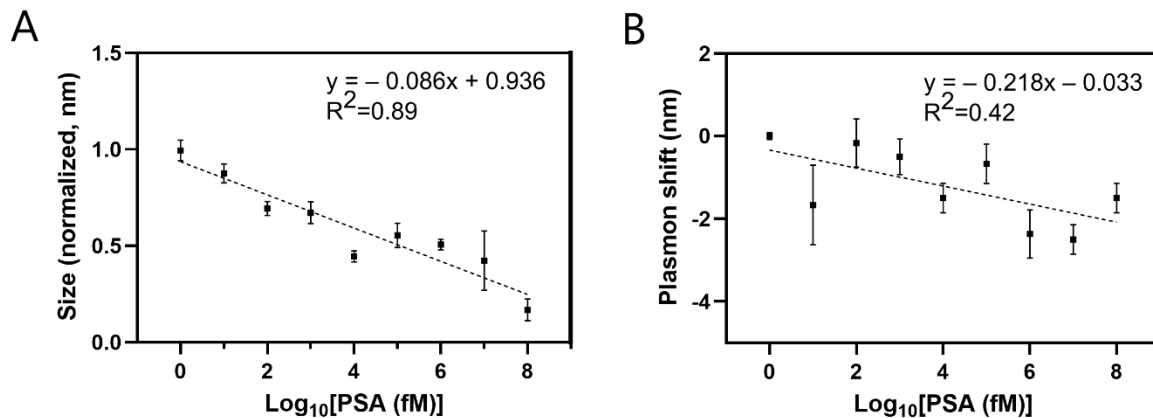 A
y = – 0.086x + 0.936
R2=0.89
Size (normalized, nm)
1.5
1.0
0.5
0.0
0 2 4 6 8
Log10[PSA (fM)]
B
y = – 0.218x – 0.033
R2=0.42
Plasmon shift (nm)
2
0
-2
-4
0 2 4 6 8
Log10[PSA (fM)]